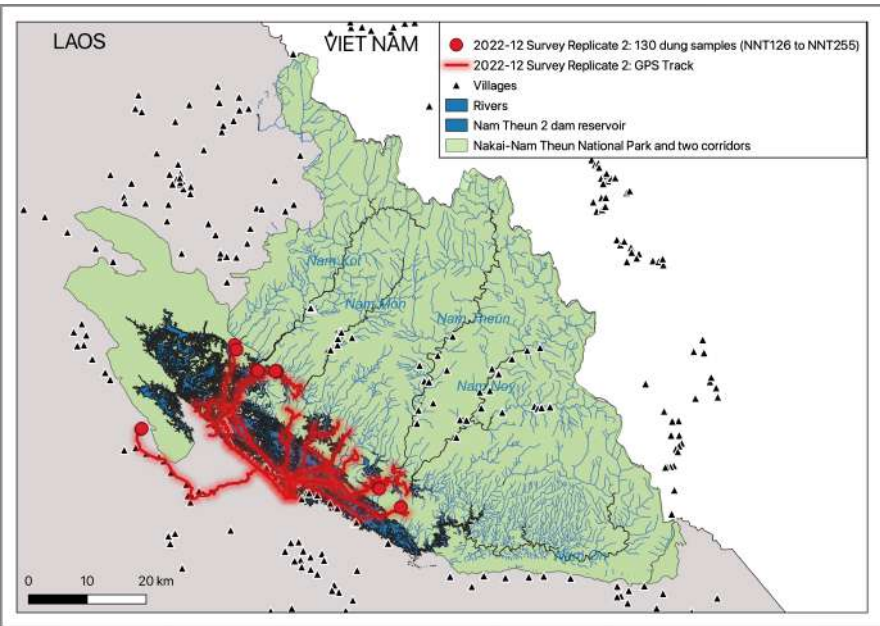 LAOS
VIET NAM
2022-12 Survey Replicate 2: 130 dung samples (NNT126 to NNT255)
2022-12 Survey Replicate 2: GPS Track
Villages
Rivers
Nam Theun 2 dam reservoir
Nakai-Nam Theun National Park and two corridors
Nam Xot
Nam Mon
Nam Theun
Nam Noy
Nam
0 10 20 km